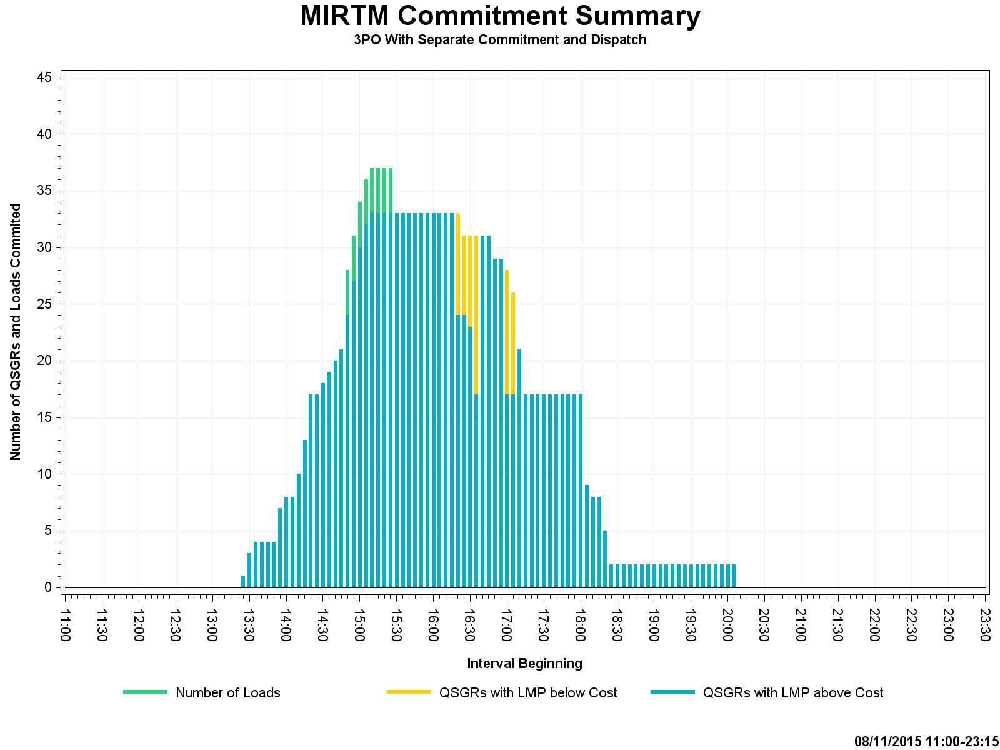 MIRTM Commitment Summary
3PO With Separate Commitment and Dispatch
Number of QSGRs and Loads Commited
45
40
35
30
25
20
15
10
5
0
11:00 11:30 12:00 12:30 13:00 13:30 14:00 14:30 15:00 15:30 16:00 16:30 17:00 17:30 18:00 18:30 19:00 19:30 20:00 20:30 21:00 21:30 22:00 22:30 23:00 23:30
Interval Beginning
Number of Loads QSGRs with LMP below Cost QSGRs with LMP above Cost
08/11/2015 11:00-23:15